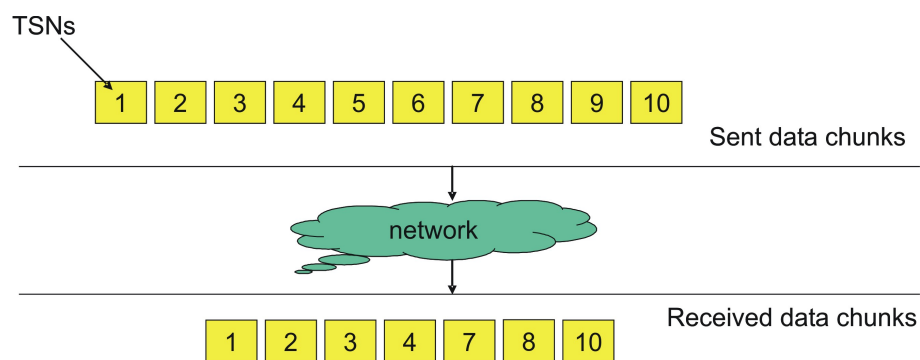 TSNs
1 2 3 4 5 6 7 8 9 10
Sent data chunks
network
Received data chunks
1 2 3 4 7 8 10